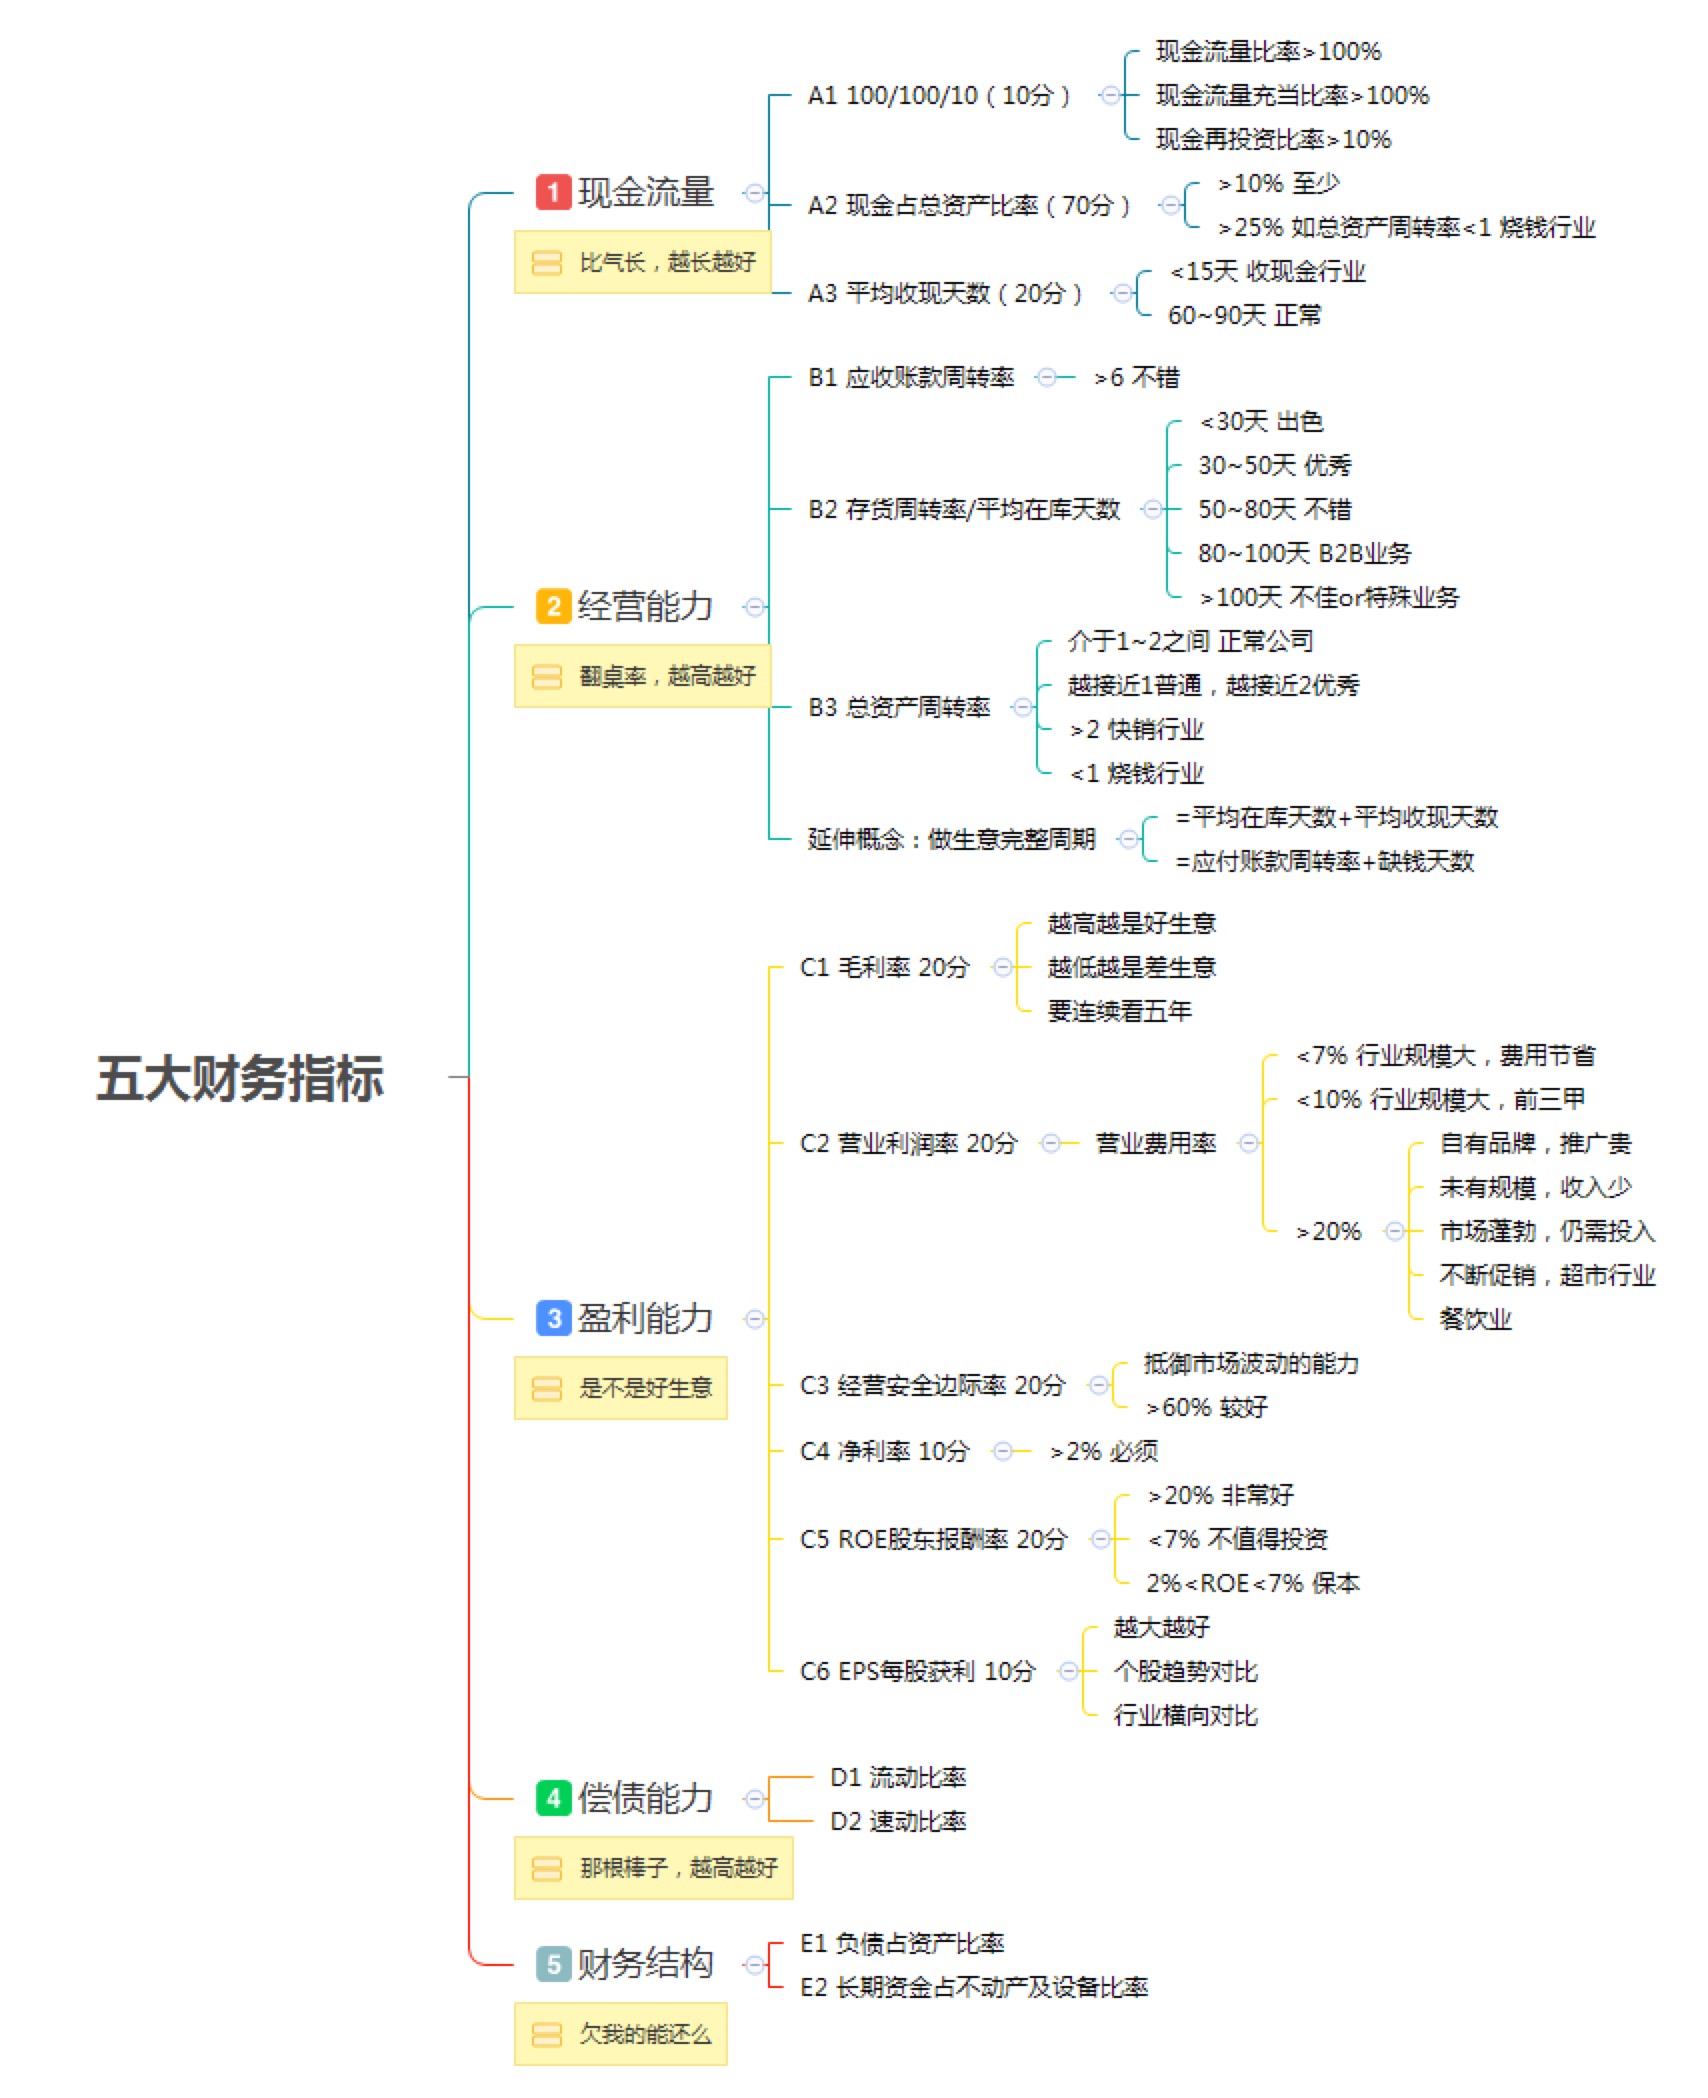 五大财务指标
1 现金流量
比气长，越长越好
A1 100/100/10（10分）
现金流量比率>100%
现金流量充当比率>100%
现金再投资比率>10%
A2 现金占总资产比率（70分）
>10% 至少
>25% 如总资产周转率<1 烧钱行业
A3 平均收现天数（20分）
<15天 收现金行业
60~90天 正常
2 经营能力
翻桌率，越高越好
B1 应收账款周转率
>6 不错
B2 存货周转率/平均在库天数
<30天 出色
30~50天 优秀
50~80天 不错
80~100天 B2B业务
>100天 不佳or特殊业务
B3 总资产周转率
介于1~2之间 正常公司
越接近1普通，越接近2优秀
>2 快销行业
<1 烧钱行业
延伸概念：做生意完整周期
=平均在库天数+平均收现天数
=应付账款周转率+缺钱天数
3 盈利能力
是不是好生意
C1 毛利率 20分
越高越是好生意
越低越是差生意
要连续看五年
C2 营业利润率 20分
营业费用率
<7% 行业规模大，费用节省
<10% 行业规模大，前三甲
>20%
自有品牌，推广贵
未有规模，收入少
市场蓬勃，仍需投入
不断促销，超市行业
餐饮业
C3 经营安全边际率 20分
抵御市场波动的能力
>60% 较好
C4 净利率 10分
>2% 必须
C5 ROE股东报酬率 20分
>20% 非常好
<7% 不值得投资
2%<ROE<7% 保本
C6 EPS每股获利 10分
越大越好
个股趋势对比
行业横向对比
4 偿债能力
那根棒子，越高越好
D1 流动比率
D2 速动比率
5 财务结构
欠我的能还么
E1 负债占资产比率
E2 长期资金占不动产及设备比率